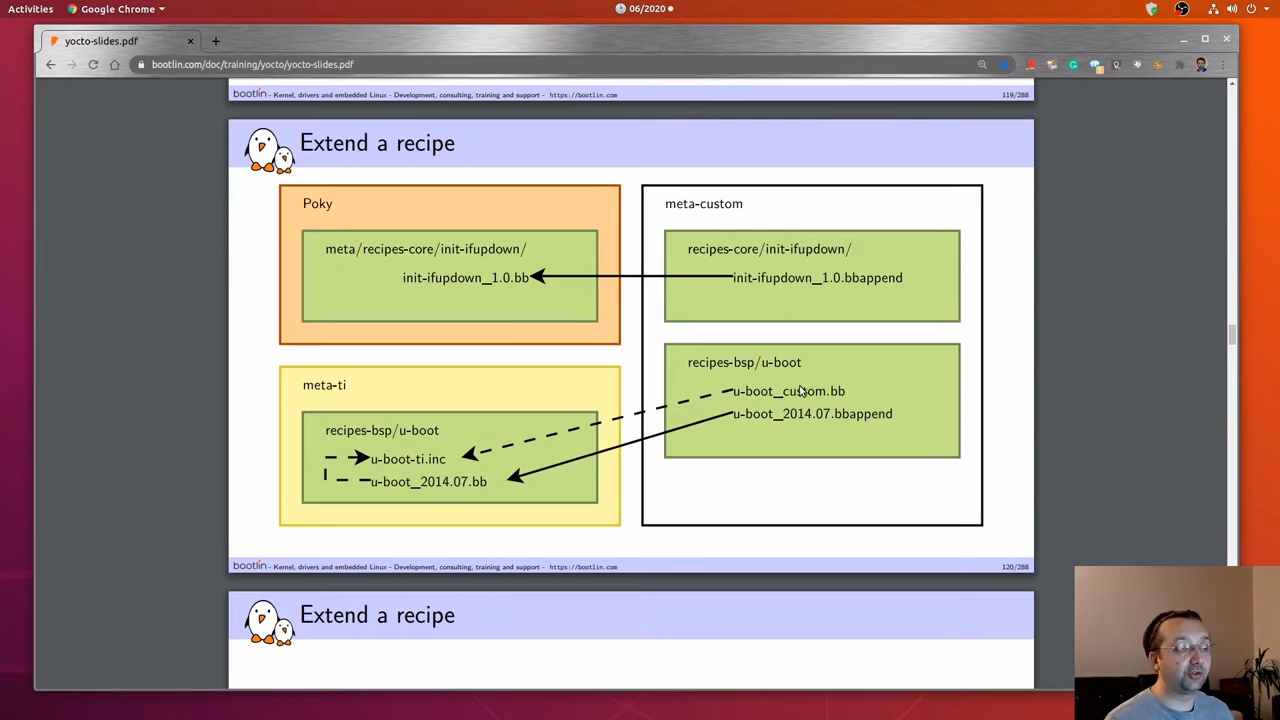 Activities
Google Chrome
06/2020
yocto-slides.pdf
bootlin.com/doc/training/yocto/yocto-slides.pdf
bootlin - Kernel, drivers and embedded Linux - Development, consulting, training and support - https://bootlin.com
119/288
Extend a recipe
Poky
meta/recipes-core/init-ifupdown/
init-ifupdown_1.0.bb
meta-custom
recipes-core/init-ifupdown/
init-ifupdown_1.0.bbappend
recipes-bsp/u-boot
u-boot_custom.bb
u-boot_2014.07.bbappend
meta-ti
recipes-bsp/u-boot
u-boot-ti.inc
u-boot_2014.07.bb
bootlin - Kernel, drivers and embedded Linux - Development, consulting, training and support - https://bootlin.com
120/288
Extend a recipe